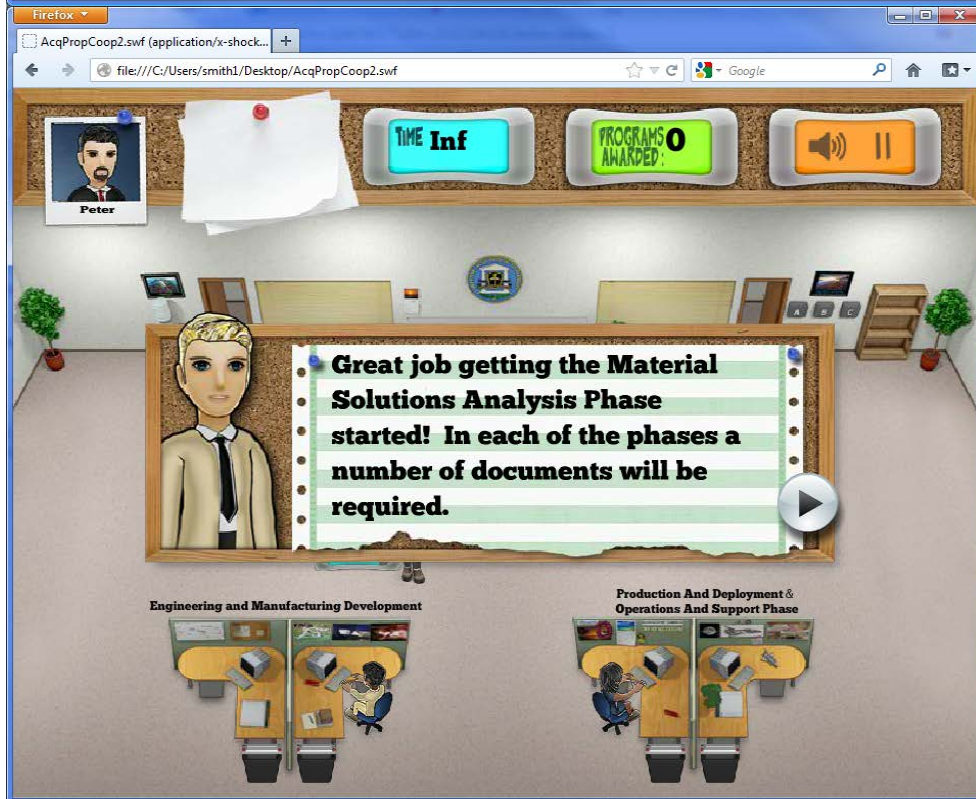 Firefox
AcqPropCoop2.swf (application/x-shock...
file:///C:/Users/smith1/Desktop/AcqPropCoop2.swf
Google
Peter
TIME Inf
PROGRAMS
AWARDED: 0
A B C
Great job getting the Material
Solutions Analysis Phase
started! In each of the phases a
number of documents will be
required.
Engineering and Manufacturing Development
Production And Deployment &
Operations And Support Phase